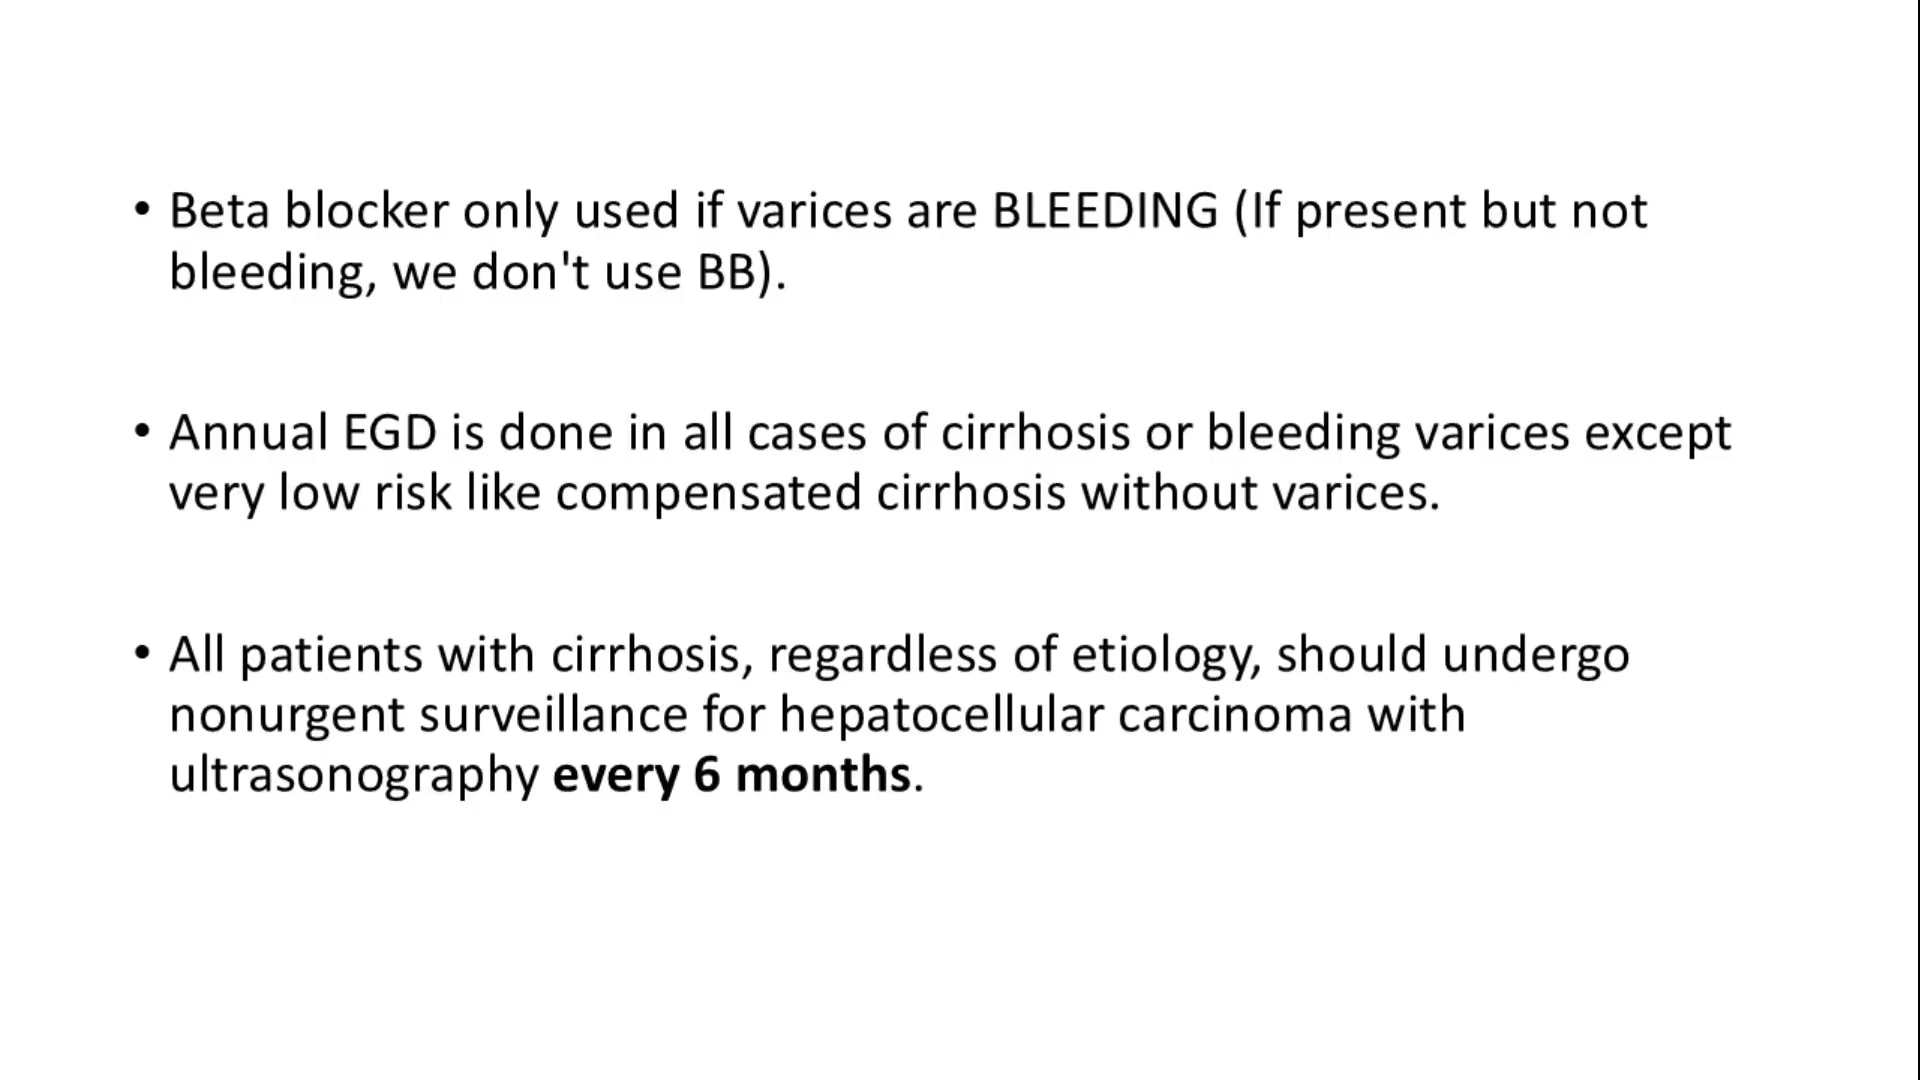 • Beta blocker only used if varices are BLEEDING (If present but not
bleeding, we don't use BB).
• Annual EGD is done in all cases of cirrhosis or bleeding varices except
very low risk like compensated cirrhosis without varices.
• All patients with cirrhosis, regardless of etiology, should undergo
nonurgent surveillance for hepatocellular carcinoma with
ultrasonography every 6 months.